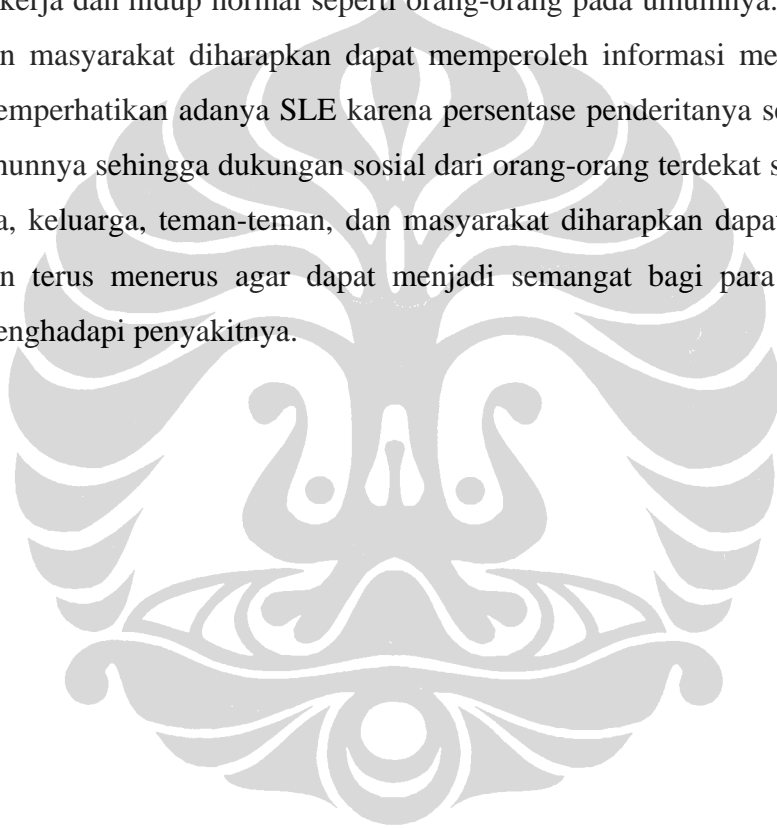 kerja dan hidup normal seperti orang-orang pada umumnya.
n masyarakat diharapkan dapat memperoleh informasi me
emperhatikan adanya SLE karena persentase penderitanya se
hunnya sehingga dukungan sosial dari orang-orang terdekat s
a, keluarga, teman-teman, dan masyarakat diharapkan dapat
n terus menerus agar dapat menjadi semangat bagi para
enghadapi penyakitnya.